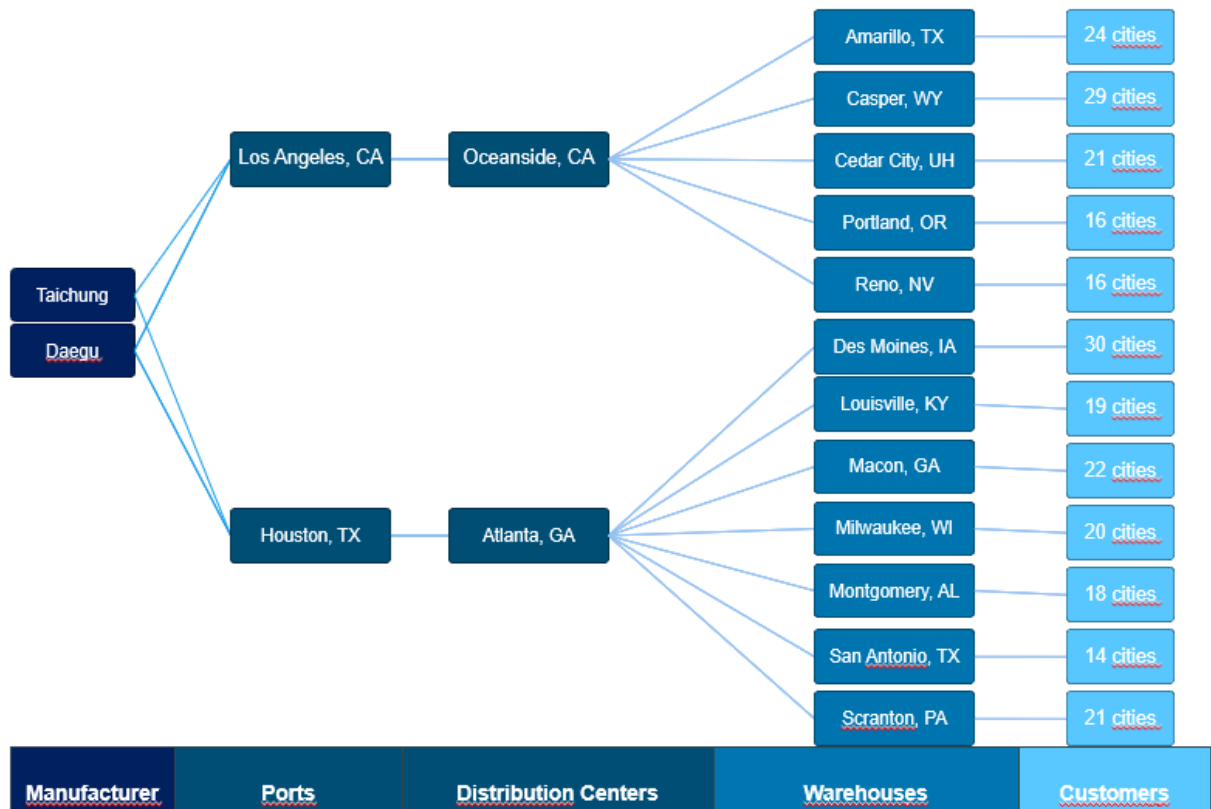 Amarillo, TX
24 cities
Casper, WY
29 cities
Los Angeles, CA
Oceanside, CA
Cedar City, UH
21 cities
Portland, OR
16 cities
Taichung
Reno, NV
16 cities
Daegu
Des Moines, IA
30 cities
Louisville, KY
19 cities
Macon, GA
22 cities
Houston, TX
Atlanta, GA
Milwaukee, WI
20 cities
Montgomery, AL
18 cities
San Antonio, TX
14 cities
Scranton, PA
21 cities
Manufacturer
Ports
Distribution Centers
Warehouses
Customers